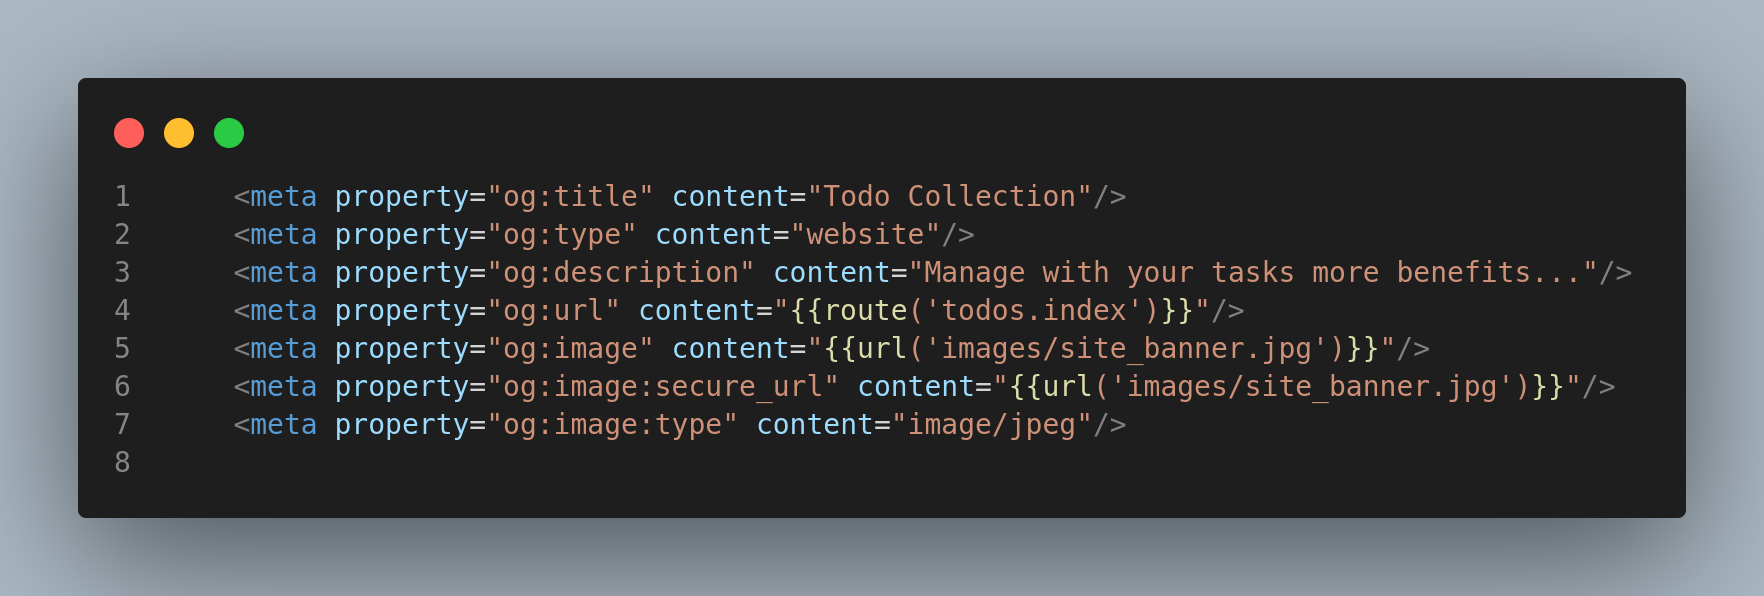 1 <meta property="og:title" content="Todo Collection"/>
2 <meta property="og:type" content="website"/>
3 <meta property="og:description" content="Manage with your tasks more benefits..."/>
4 <meta property="og:url" content="{{route('todos.index')}}"/>
5 <meta property="og:image" content="{{url('images/site_banner.jpg')}}"/>
6 <meta property="og:image:secure_url" content="{{url('images/site_banner.jpg')}}"/>
7 <meta property="og:image:type" content="image/jpeg"/>
8